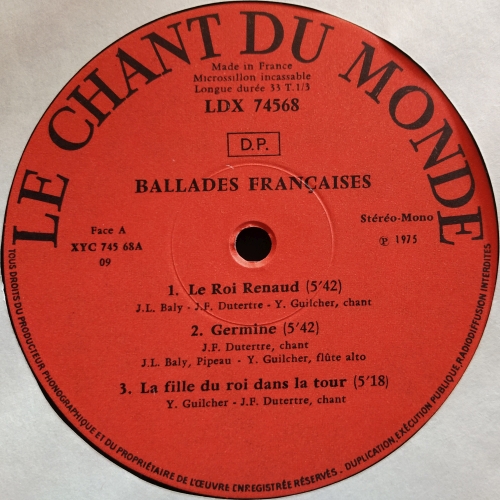 LE CHANT DU MONDE
Made in France
Microssillon incassable
Longue durée 33 T.1/3
LDX 74568
D.P.
BALLADES FRANÇAISES
Face A
XYC 745 68A
09
Stéréo-Mono
℗ 1975
1. Le Roi Renaud (5'42)
J.L. Baly - J.F. Dutertre - Y. Guilcher, chant
2. Germine (5'42)
J.F. Dutertre, chant
J.L. Baly, Pipeau - Y. Guilcher, flûte alto
3. La fille du roi dans la tour (5'18)
Y. Guilcher - J.F. Dutertre, chant
TOUS DROITS DU PRODUCTEUR PHONOGRAPHIQUE ET DU PROPRIÉTAIRE DE L'ŒUVRE ENREGISTRÉE RÉSERVÉS - DUPLICATION, EXÉCUTION PUBLIQUE, RADIODIFFUSION INTERDITES